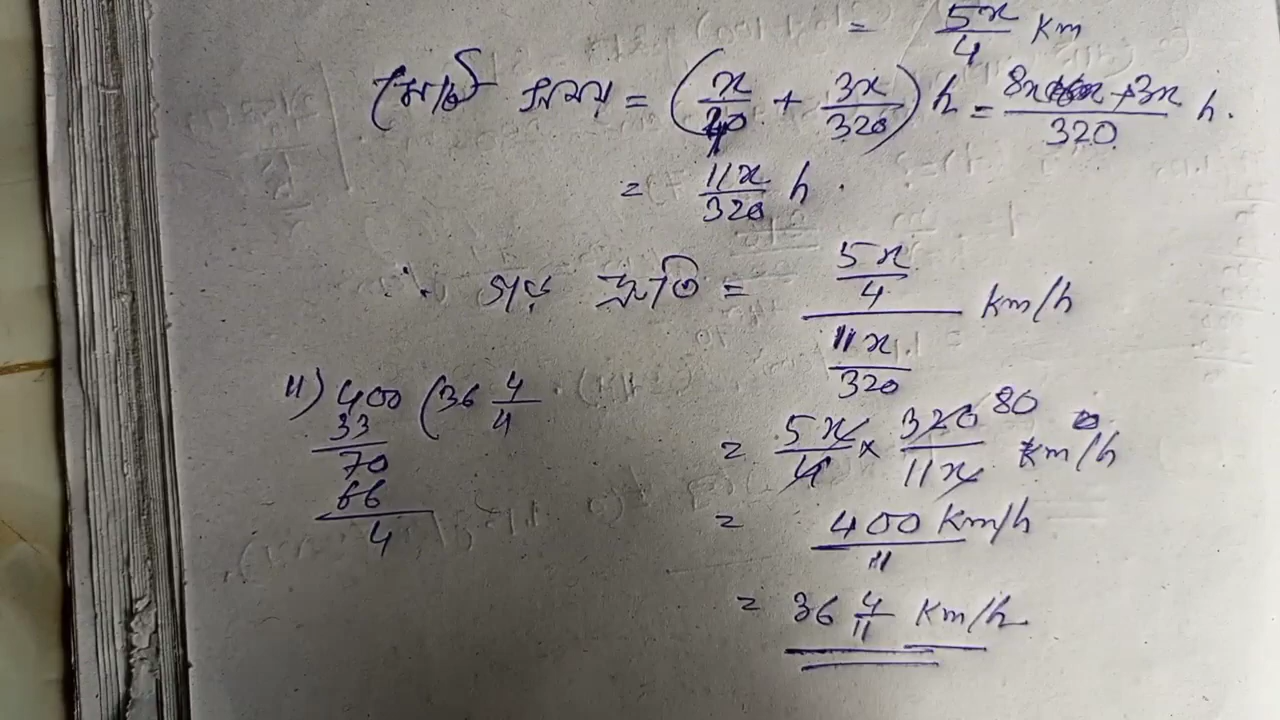 = 5x/4 km
মোট সময় = (x/40 + 3x/320) h = 8x+3x/320 h.
= 11x/320 h.
∴ গড় দ্রুতি = 5x/4 / 11x/320 km/h
11) 400 (36 4/4
33
70
66
4
= 5x/4 × 320/11x 80 km/h
= 400/11 km/h
= 36 4/11 km/h